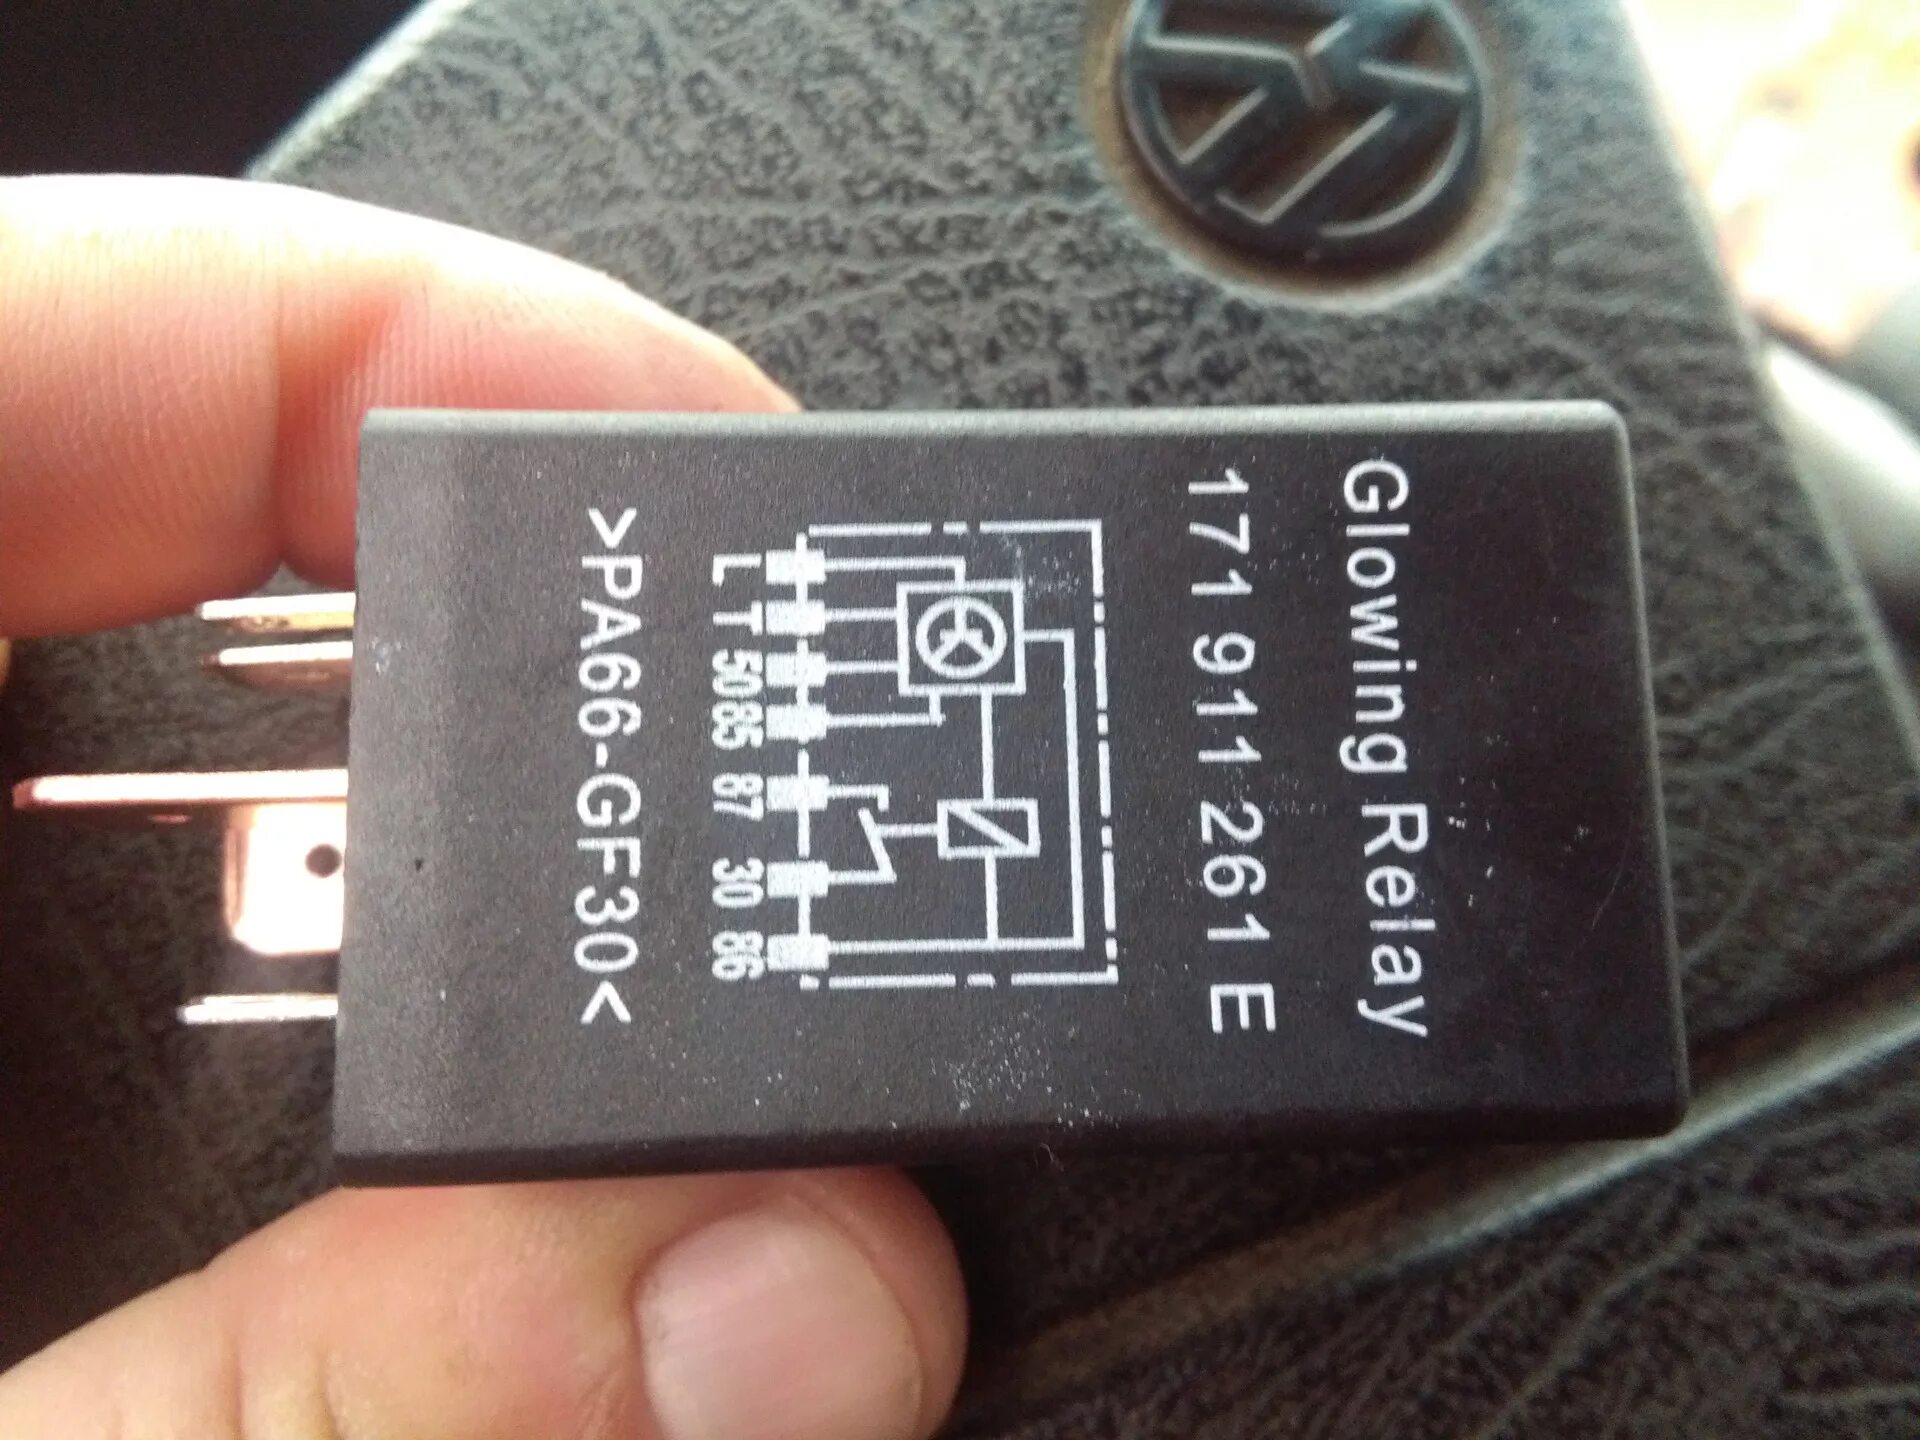 Glowing Relay
171 911 261 E
L T 50 85 87 30 86
>PA66-GF30<